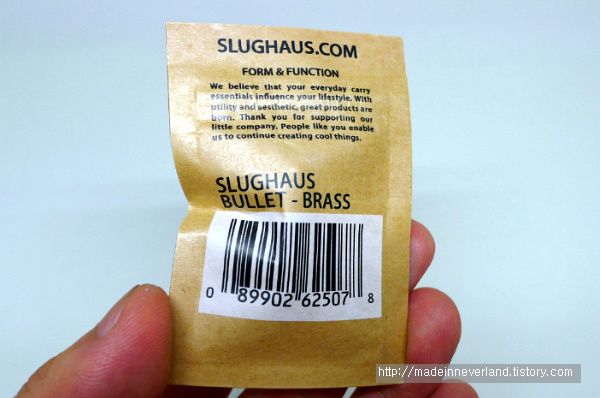 SLUGHAUS.COM
FORM & FUNCTION
We believe that your everyday carry
essentials influence your lifestyle. With
utility and aesthetic, great products are
born. Thank you for supporting our
little company. People like you enable
us to continue creating cool things.
SLUGHAUS
BULLET - BRASS
0 89902 62507 8
http://madeinneverland.tistory.com